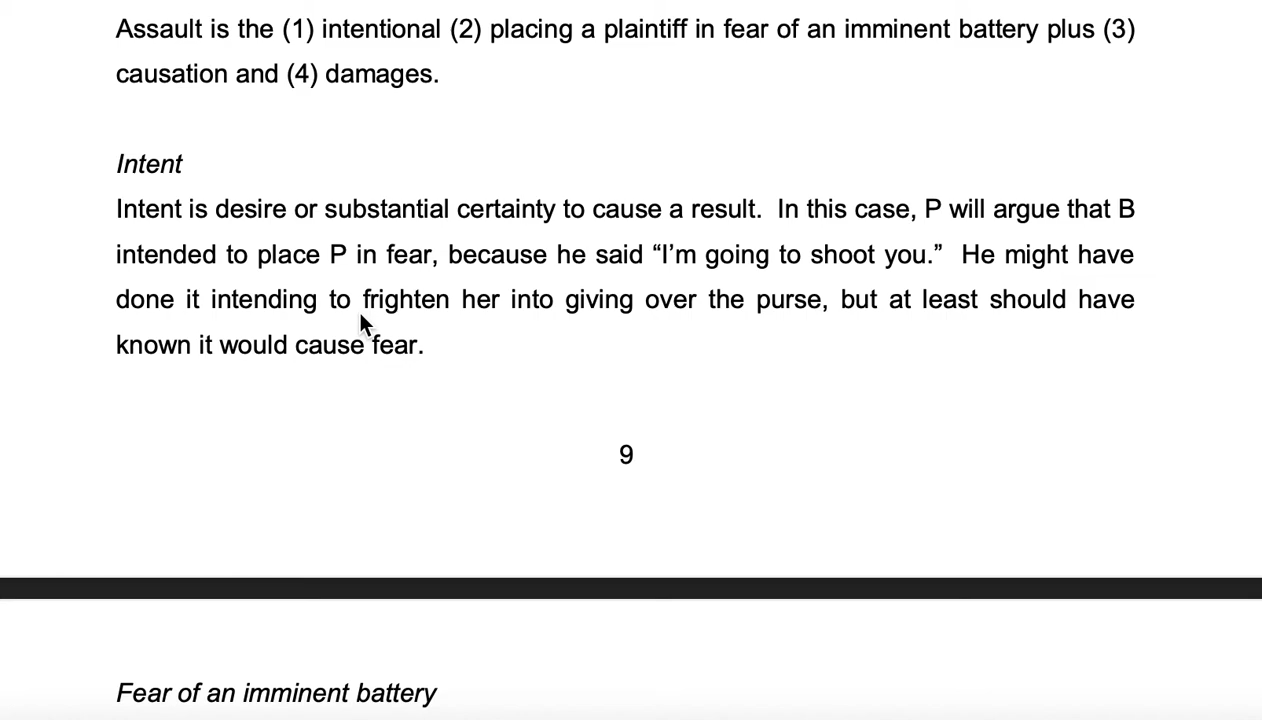 Assault is the (1) intentional (2) placing a plaintiff in fear of an imminent battery plus (3)
causation and (4) damages.
Intent
Intent is desire or substantial certainty to cause a result.  In this case, P will argue that B
intended to place P in fear, because he said “I’m going to shoot you.”  He might have
done it intending to frighten her into giving over the purse, but at least should have
known it would cause fear.
9
Fear of an imminent battery